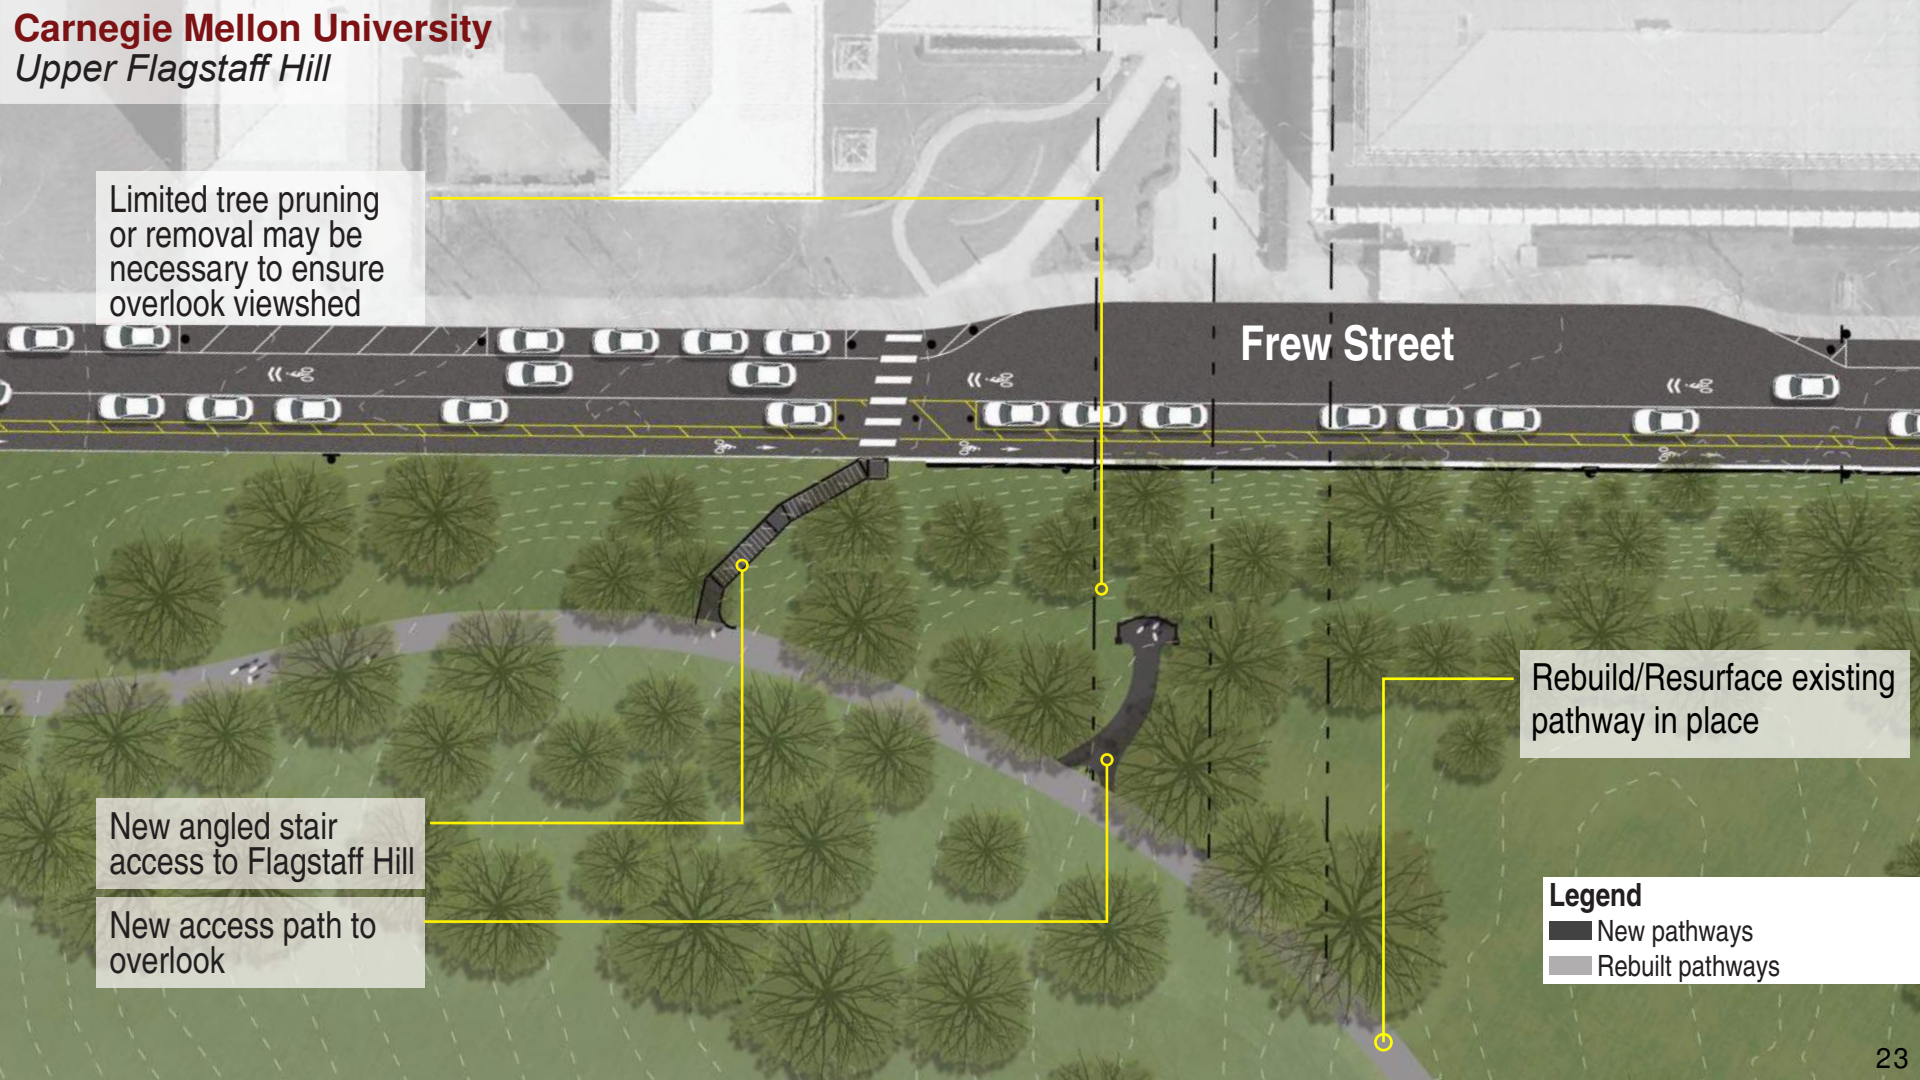 Carnegie Mellon University
Upper Flagstaff Hill
Limited tree pruning
or removal may be
necessary to ensure
overlook viewshed
Frew Street
Rebuild/Resurface existing
pathway in place
New angled stair
access to Flagstaff Hill
New access path to
overlook
Legend
New pathways
Rebuilt pathways
23